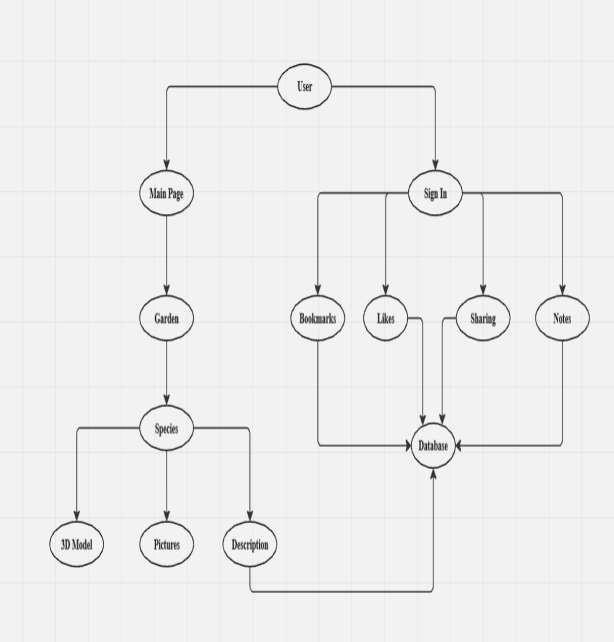 User
Main Page
Sign In
Garden
Bookmarks
Likes
Sharing
Notes
Species
Database
3D Model
Pictures
Description